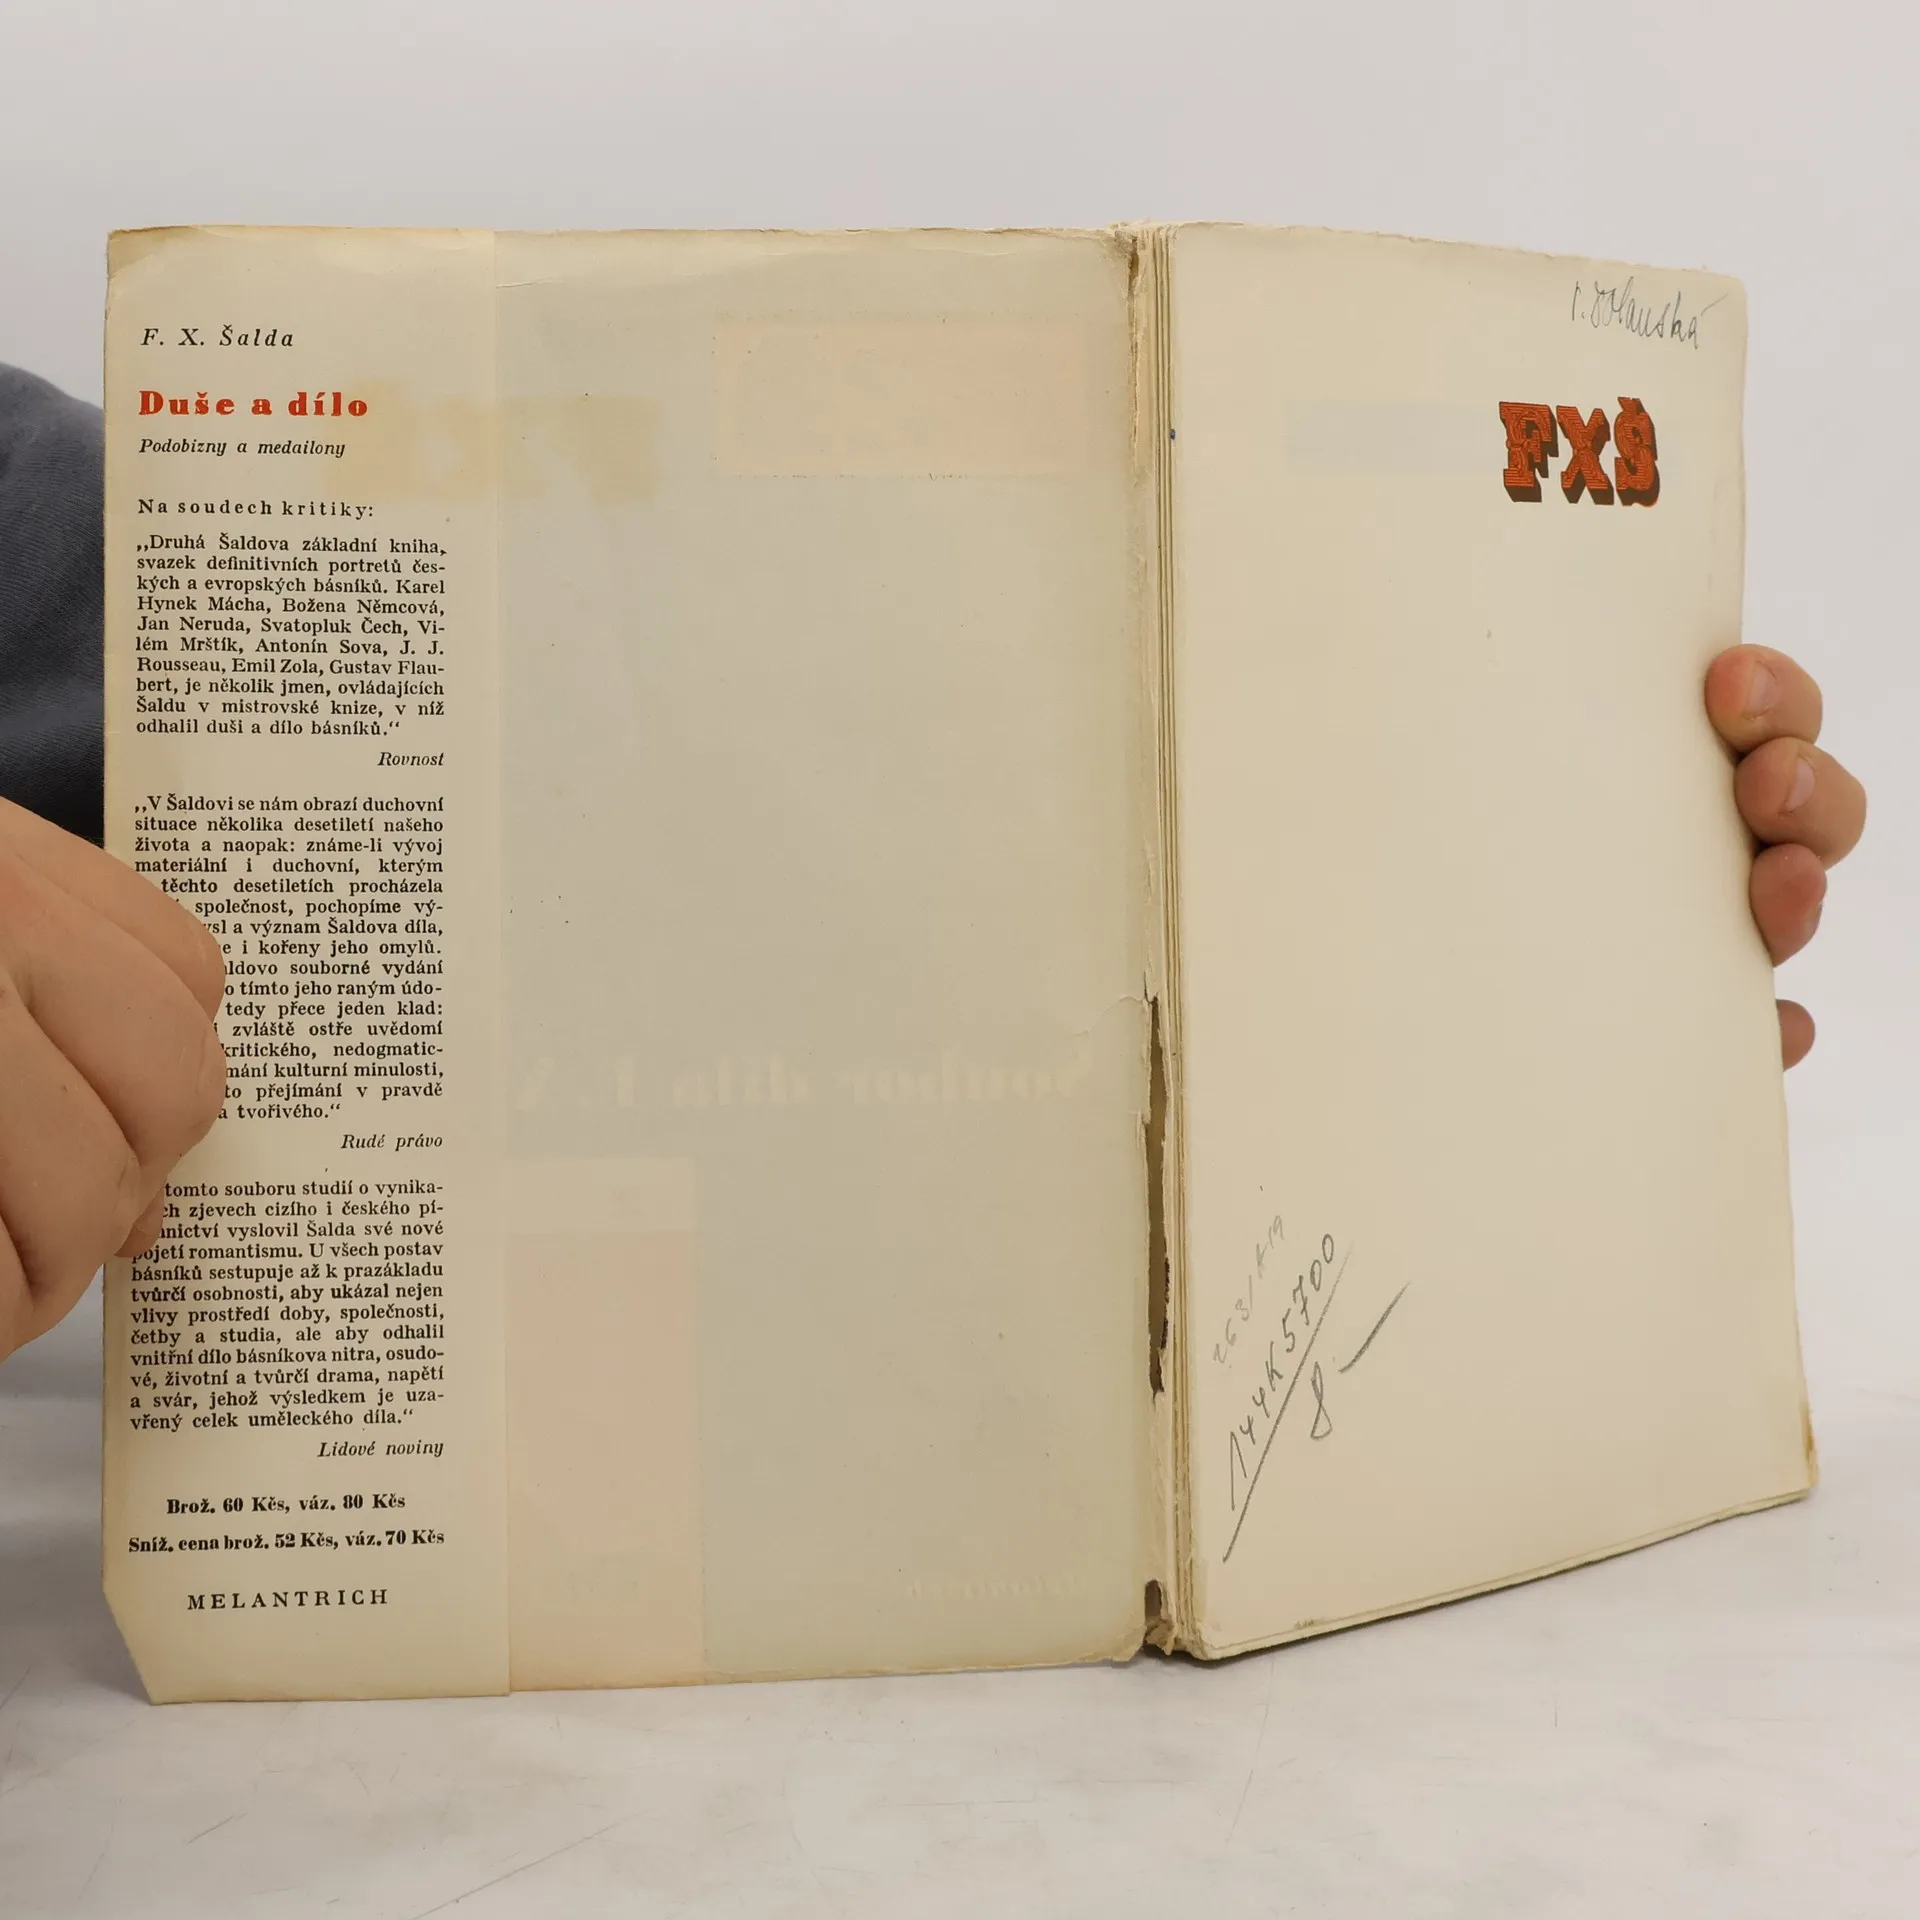 F. X. Šalda
Duše a dílo
Podobizny a medailony
Na soudech kritiky:
„Druhá Šaldova základní kniha,
svazek definitivních portretů čes-
kých a evropských básníků. Karel
Hynek Mácha, Božena Němcová,
Jan Neruda, Svatopluk Čech, Vi-
lém Mrštík, Antonín Sova, J. J.
Rousseau, Emil Zola, Gustav Flau-
bert, je několik jmen, ovládajících
Šaldu v mistrovské knize, v níž
odhalil duši a dílo básníků.“
Rovnost
„V Šaldovi se nám obrazí duchovní
situace několika desetiletí našeho
života a naopak: známe-li vývoj
materiální i duchovní, kterým
těchto desetiletích procházela
společnost, pochopíme vý-
a význam Šaldova díla,
i kořeny jeho omylů.
souborné vydání
tímto jeho raným údo-
tedy přece jeden klad:
zvláště ostře uvědomí
kritického, nedogmatic-
kulturní minulosti,
přejímání v pravdě
a tvořivého.“
Rudé právo
tomto souboru studií o vynika-
zjevech cizího i českého pí-
vyslovil Šalda své nové
pojetí romantismu. U všech postav
básníků sestupuje až k prazákladu
tvůrčí osobnosti, aby ukázal nejen
vlivy prostředí doby, společnosti,
četby a studia, ale aby odhalil
vnitřní dílo básníkova nitra, osudo-
vé, životní a tvůrčí drama, napětí
a svár, jehož výsledkem je uza-
vřený celek uměleckého díla.“
Lidové noviny
Brož. 60 Kčs, váz. 80 Kčs
Sníž. cena brož. 52 Kčs, váz. 70 Kčs
MELANTRICH
FXŠ
263/A19
144K5700
8.—